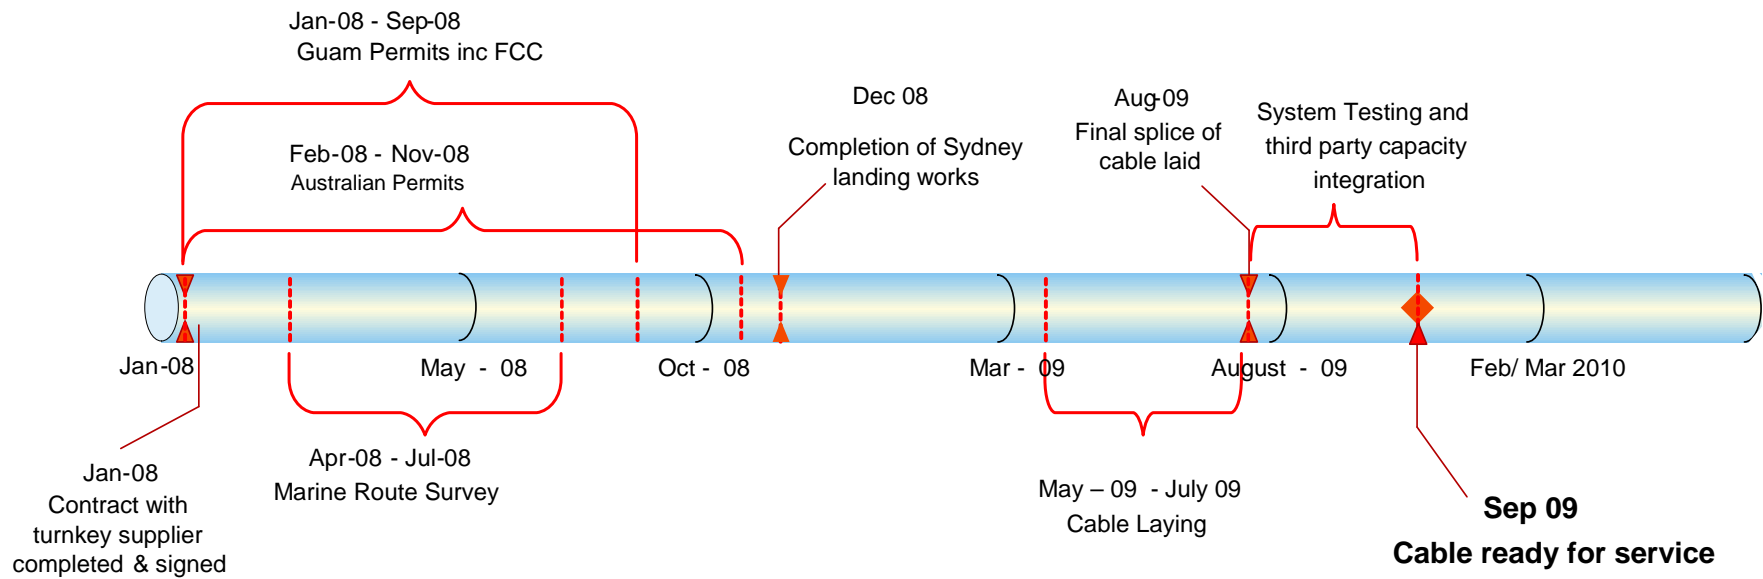 Jan-08 - Sep-08
Guam Permits inc FCC
Feb-08 - Nov-08
Australian Permits
Dec 08
Completion of Sydney
landing works
Aug-09
Final splice of
cable laid
System Testing and
third party capacity
integration
Jan-08
May - 08
Oct - 08
Mar - 09
August - 09
Feb/ Mar 2010
Jan-08
Contract with
turnkey supplier
completed & signed
Apr-08 - Jul-08
Marine Route Survey
May – 09 - July 09
Cable Laying
Sep 09
Cable ready for service